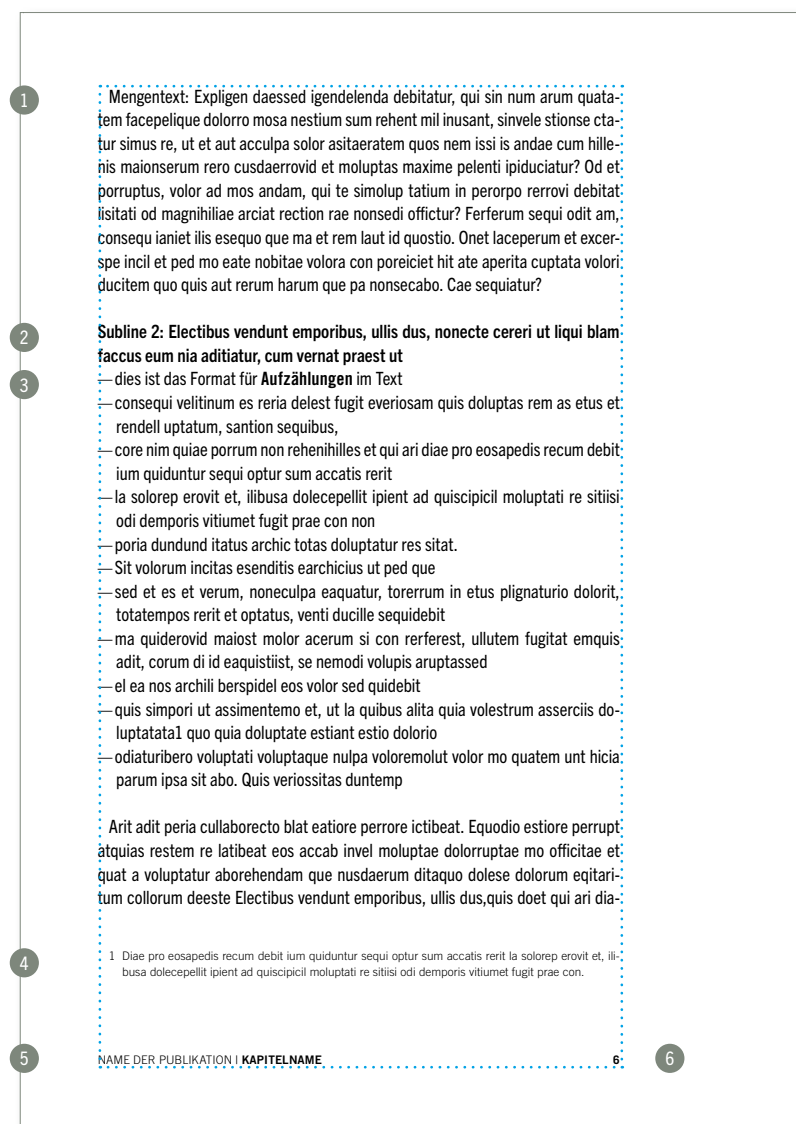 1
Mengentext: Expligen daessed igendelenda debitatur, qui sin num arum quata-
tem facepelique dolorro mosa nestium sum rehent mil inusant, sinvele stionse cta-
tur simus re, ut et aut acculpa solor asitaeratem quos nem issi is andae cum hille-
nis maionserum rero cusdaerrovid et moluptas maxime pelenti ipiduciatur? Od et
porruptus, volor ad mos andam, qui te simolup tatium in perorpo rerrovi debitat
lisitati od magnihiliae arciat rection rae nonsedi offictur? Ferferum sequi odit am,
consequ ianiet ilis esequo que ma et rem laut id quostio. Onet laceperum et excer-
spe incil et ped mo eate nobitae volora con poreiciet hit ate aperita cuptata volori
ducitem quo quis aut rerum harum que pa nonsecabo. Cae sequiatur?
2
Subline 2: Electibus vendunt emporibus, ullis dus, nonecte cereri ut liqui blam
faccus eum nia aditiatur, cum vernat praest ut
3
— dies ist das Format für Aufzählungen im Text
— consequi velitinum es reria delest fugit everiosam quis doluptas rem as etus et
rendell uptatum, santion sequibus,
— core nim quiae porrum non rehenihilles et qui ari diae pro eosapedis recum debit
ium quiduntur sequi optur sum accatis rerit
— la solorep erovit et, ilibusa dolecepellit ipient ad quiscipicil moluptati re sitiisi
odi demporis vitiumet fugit prae con non
— poria dundund itatus archic totas doluptatur res sitat.
— Sit volorum incitas esenditis earchicius ut ped que
— sed et es et verum, noneculpa eaquatur, torerrum in etus plignaturio dolorit,
totatempos rerit et optatus, venti ducille sequidebit
— ma quiderovid maiost molor acerum si con rerferest, ullutem fugitat emquis
adit, corum di id eaquistiist, se nemodi volupis aruptassed
— el ea nos archili berspidel eos volor sed quidebit
— quis simpori ut assimentemo et, ut la quibus alita quia volestrum asserciis do-
luptatata1 quo quia doluptate estiant estio dolorio
— odiaturibero voluptati voluptaque nulpa voloremolut volor mo quatem unt hicia
parum ipsa sit abo. Quis veriossitas duntemp
Arit adit peria cullaborecto blat eatiore perrore ictibeat. Equodio estiore perrupt
atquias restem re latibeat eos accab invel moluptae dolorruptae mo officitae et
quat a voluptatur aborehendam que nusdaerum ditaquo dolese dolorum eqitari-
tum collorum deeste Electibus vendunt emporibus, ullis dus,quis doet qui ari dia-
4
1 Diae pro eosapedis recum debit ium quiduntur sequi optur sum accatis rerit la solorep erovit et, ili-
busa dolecepellit ipient ad quiscipicil moluptati re sitiisi odi demporis vitiumet fugit prae con.
5
NAME DER PUBLIKATION I KAPITELNAME 6
6